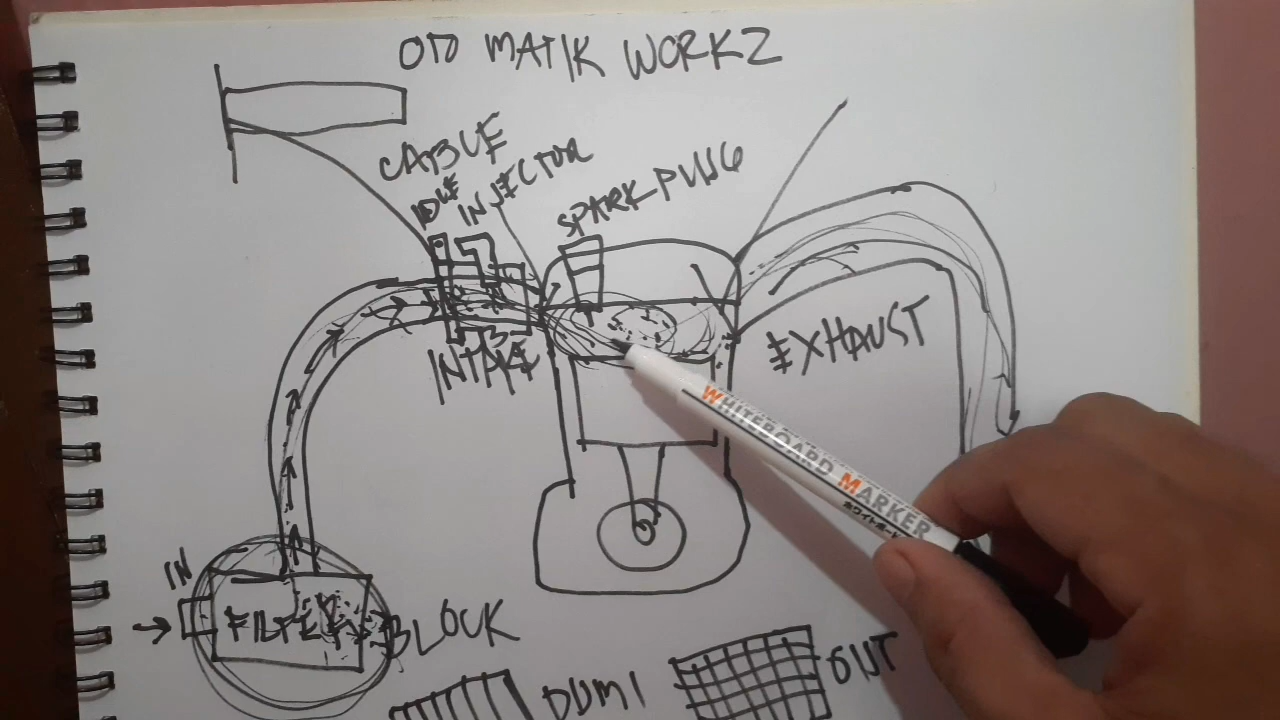 OTO MATIK WORKZ
CABLE
IDLE
INJECTOR
SPARK PLUG
INTAKE
EXHAUST
WHITEBOARD MARKER
IN
FILTER
BLOCK
DUMI
OUT